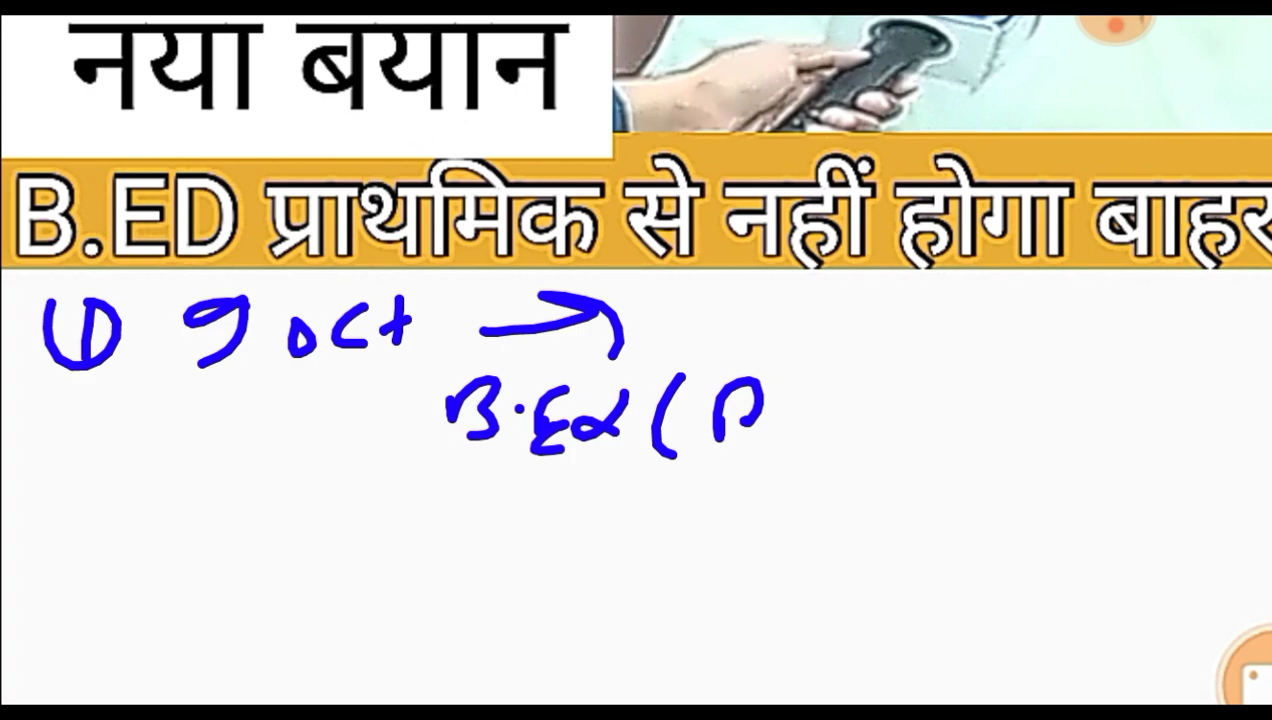 नया बयान
B.ED प्राथमिक से नहीं होगा बाहर
① 9 oct →
B.Ed ( P